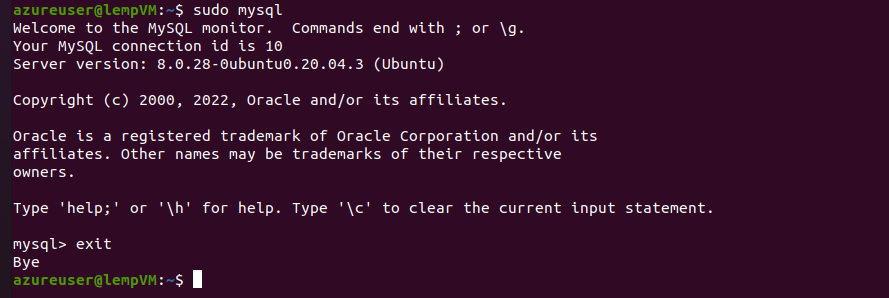 azureuser@lempVM:~$ sudo mysql
Welcome to the MySQL monitor.  Commands end with ; or \g.
Your MySQL connection id is 10
Server version: 8.0.28-0ubuntu0.20.04.3 (Ubuntu)
Copyright (c) 2000, 2022, Oracle and/or its affiliates.
Oracle is a registered trademark of Oracle Corporation and/or its
affiliates. Other names may be trademarks of their respective
owners.
Type 'help;' or '\h' for help. Type '\c' to clear the current input statement.
mysql> exit
Bye
azureuser@lempVM:~$